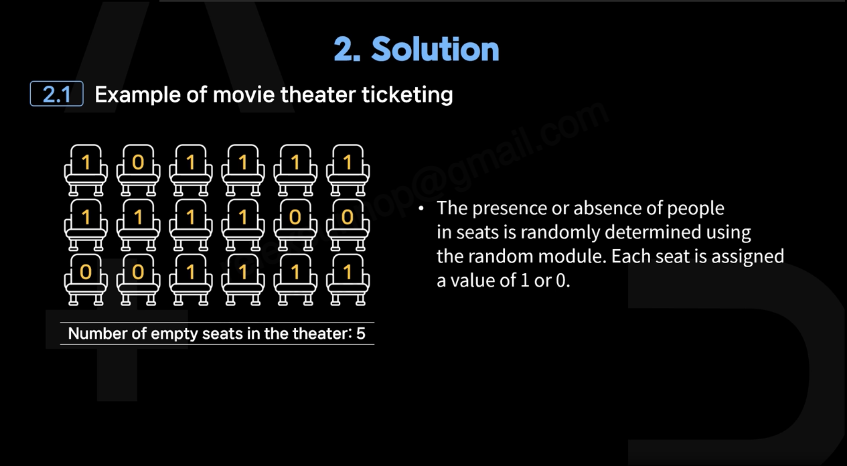 2. Solution
2.1 Example of movie theater ticketing
1 0 1 1 1 1
1 1 1 1 0 0
0 0 1 1 1 1
Number of empty seats in the theater: 5
• The presence or absence of people
in seats is randomly determined using
the random module. Each seat is assigned
a value of 1 or 0.
op@gmail.com